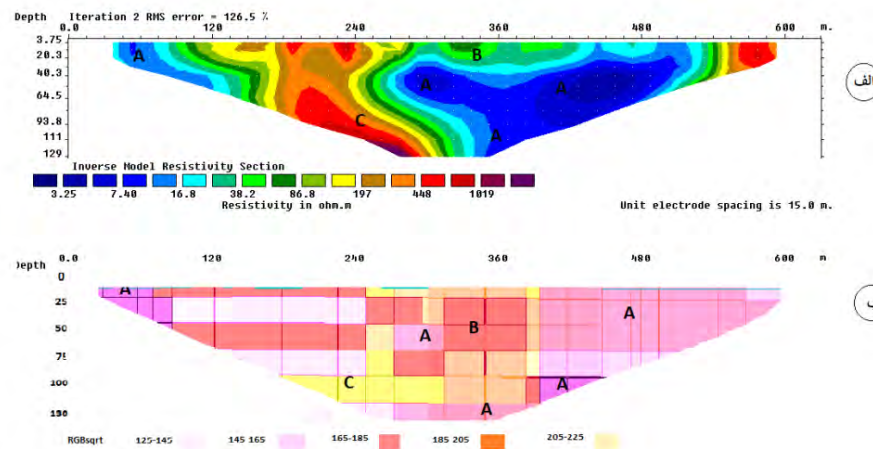 Depth Iteration 2 RMS error = 126.5 %
0.0 120 240 360 480 600 m.
3.75
20.3
40.3
64.5
93.8
111
129
A
B
A
A
C
A
الف
Inverse Model Resistivity Section
3.25 7.40 16.8 38.2 86.8 197 448 1019
Resistivity in ohm.m
Unit electrode spacing is 15.0 m.
Depth 0.0 120 240 360 480 600 m
0
25
50
75
100
150
A
A
B
A
C
A
A
RGBsqrt 125-145 145 165 165-185 185 205 205-225